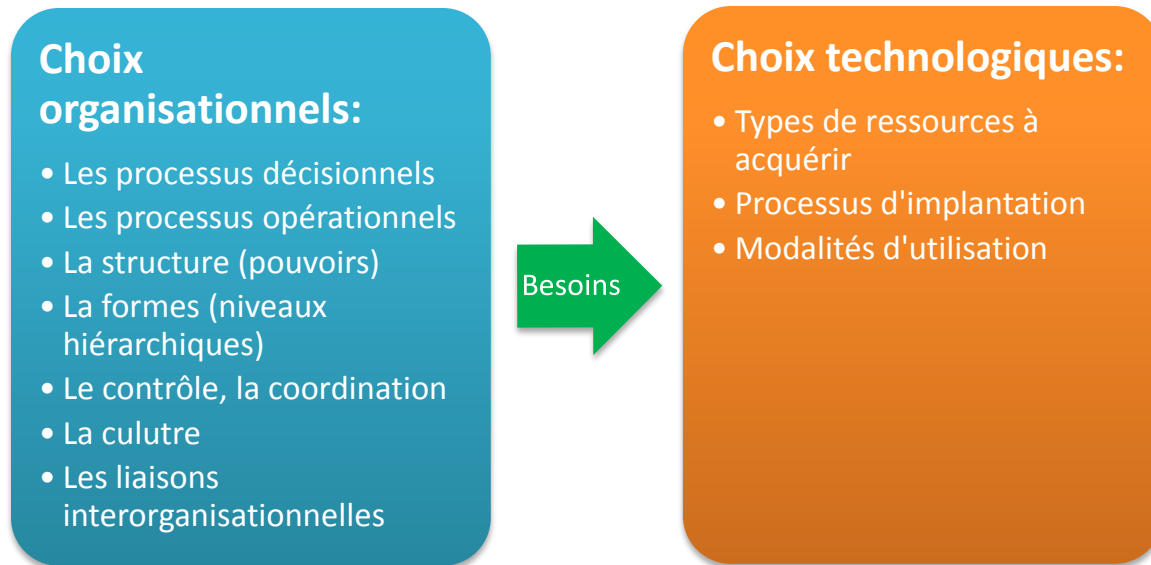 Choix
organisationnels:
• Les processus décisionnels
• Les processus opérationnels
• La structure (pouvoirs)
• La formes (niveaux
hiérarchiques)
• Le contrôle, la coordination
• La culutre
• Les liaisons
interorganisationnelles
Besoins
Choix technologiques:
• Types de ressources à
acquérir
• Processus d'implantation
• Modalités d'utilisation